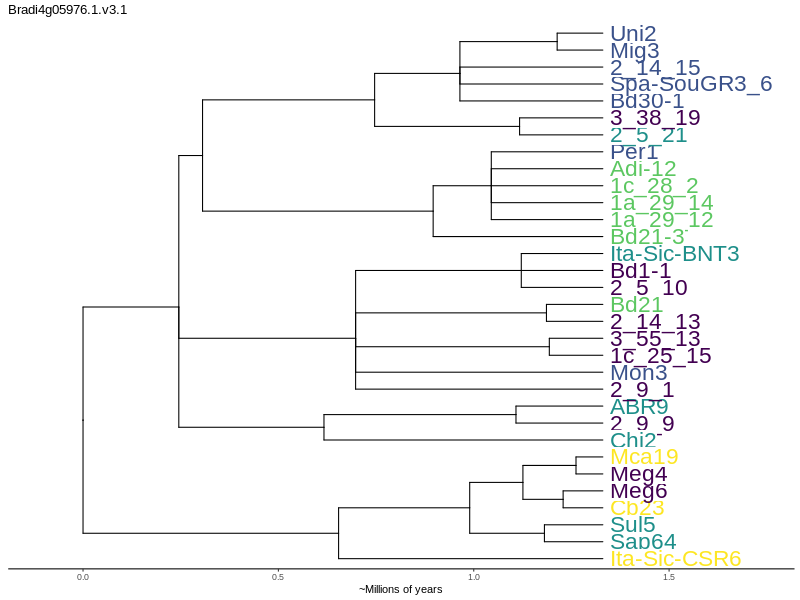 Bradi4g05976.1.v3.1
Uni2
Mig3
2_14_15
Spa-SouGR3_6
Bd30-1
3_38_19
2_5_21
Per1
Adi-12
1c_28_2
1a_29_14
1a_29_12
Bd21-3
Ita-Sic-BNT3
Bd1-1
2_5_10
Bd21
2_14_13
3_55_13
1c_25_15
Mon3
2_9_1
ABR9
2_9_9
Chi2
Mca19
Meg4
Meg6
Cb23
Sul5
Sap64
Ita-Sic-CSR6
0.0 0.5 1.0 1.5
~Millions of years